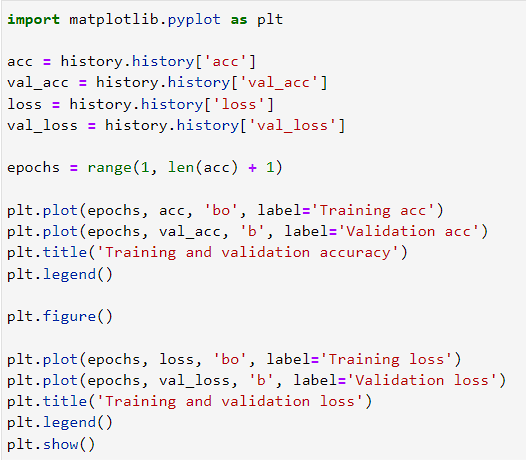 import matplotlib.pyplot as plt
acc = history.history['acc']
val_acc = history.history['val_acc']
loss = history.history['loss']
val_loss = history.history['val_loss']
epochs = range(1, len(acc) + 1)
plt.plot(epochs, acc, 'bo', label='Training acc')
plt.plot(epochs, val_acc, 'b', label='Validation acc')
plt.title('Training and validation accuracy')
plt.legend()
plt.figure()
plt.plot(epochs, loss, 'bo', label='Training loss')
plt.plot(epochs, val_loss, 'b', label='Validation loss')
plt.title('Training and validation loss')
plt.legend()
plt.show()